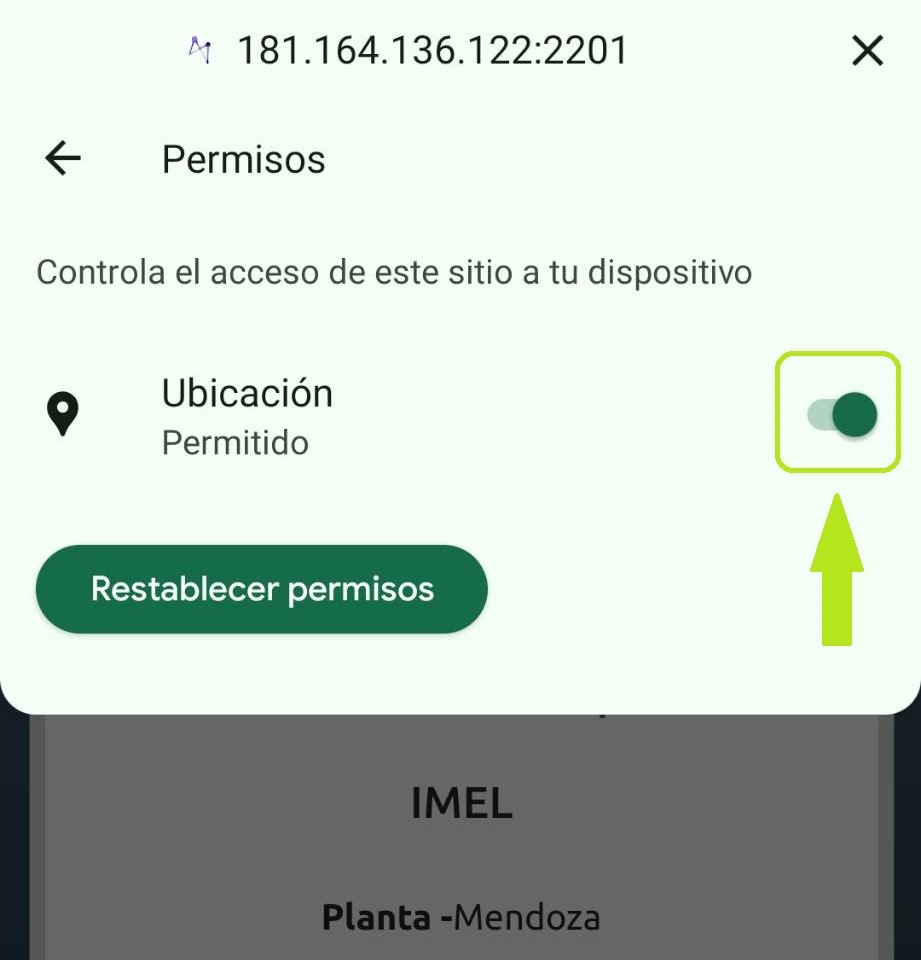 181.164.136.122:2201
Permisos
Controla el acceso de este sitio a tu dispositivo
Ubicación
Permitido
Restablecer permisos
IMEL
Planta -Mendoza